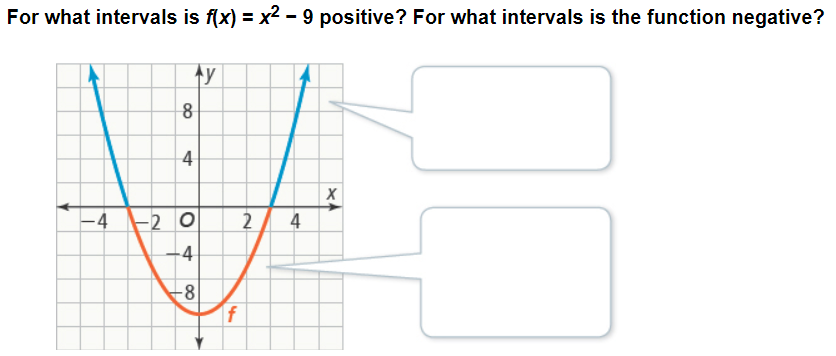 For what intervals is f(x) = x² – 9 positive? For what intervals is the function negative?
y
8
4
x
–4 –2 O 2 4
–4
–8
f